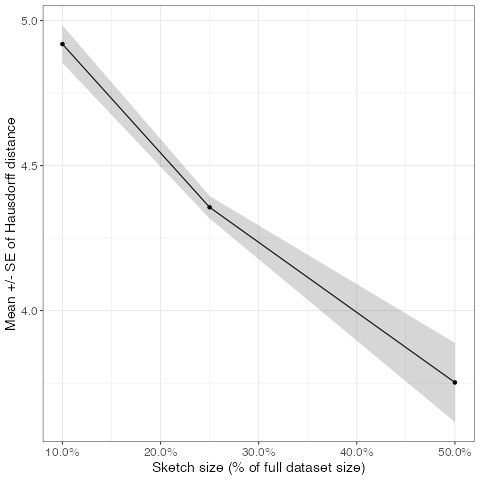 Mean +/- SE of Hausdorff distance
5.0
4.5
4.0
10.0% 20.0% 30.0% 40.0% 50.0%
Sketch size (% of full dataset size)